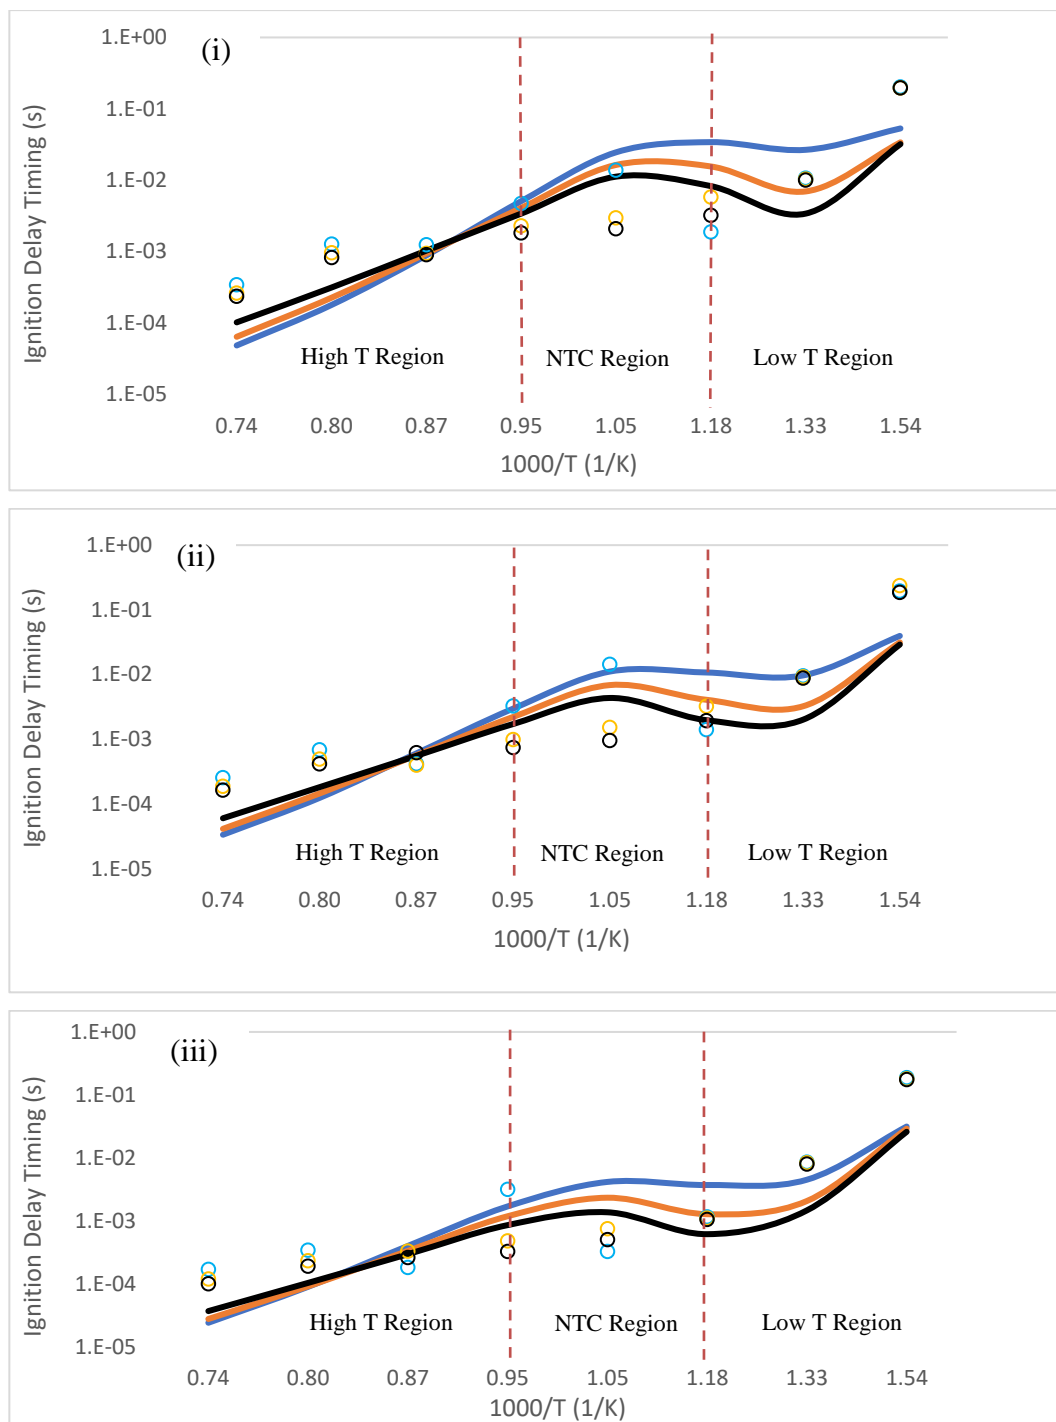 (i)
Ignition Delay Timing (s)
1.E+00
1.E-01
1.E-02
1.E-03
1.E-04
1.E-05
High T Region NTC Region Low T Region
0.74 0.80 0.87 0.95 1.05 1.18 1.33 1.54
1000/T (1/K)
(ii)
Ignition Delay Timing (s)
1.E+00
1.E-01
1.E-02
1.E-03
1.E-04
1.E-05
High T Region NTC Region Low T Region
0.74 0.80 0.87 0.95 1.05 1.18 1.33 1.54
1000/T (1/K)
(iii)
Ignition Delay Timing (s)
1.E+00
1.E-01
1.E-02
1.E-03
1.E-04
1.E-05
High T Region NTC Region Low T Region
0.74 0.80 0.87 0.95 1.05 1.18 1.33 1.54
1000/T (1/K)